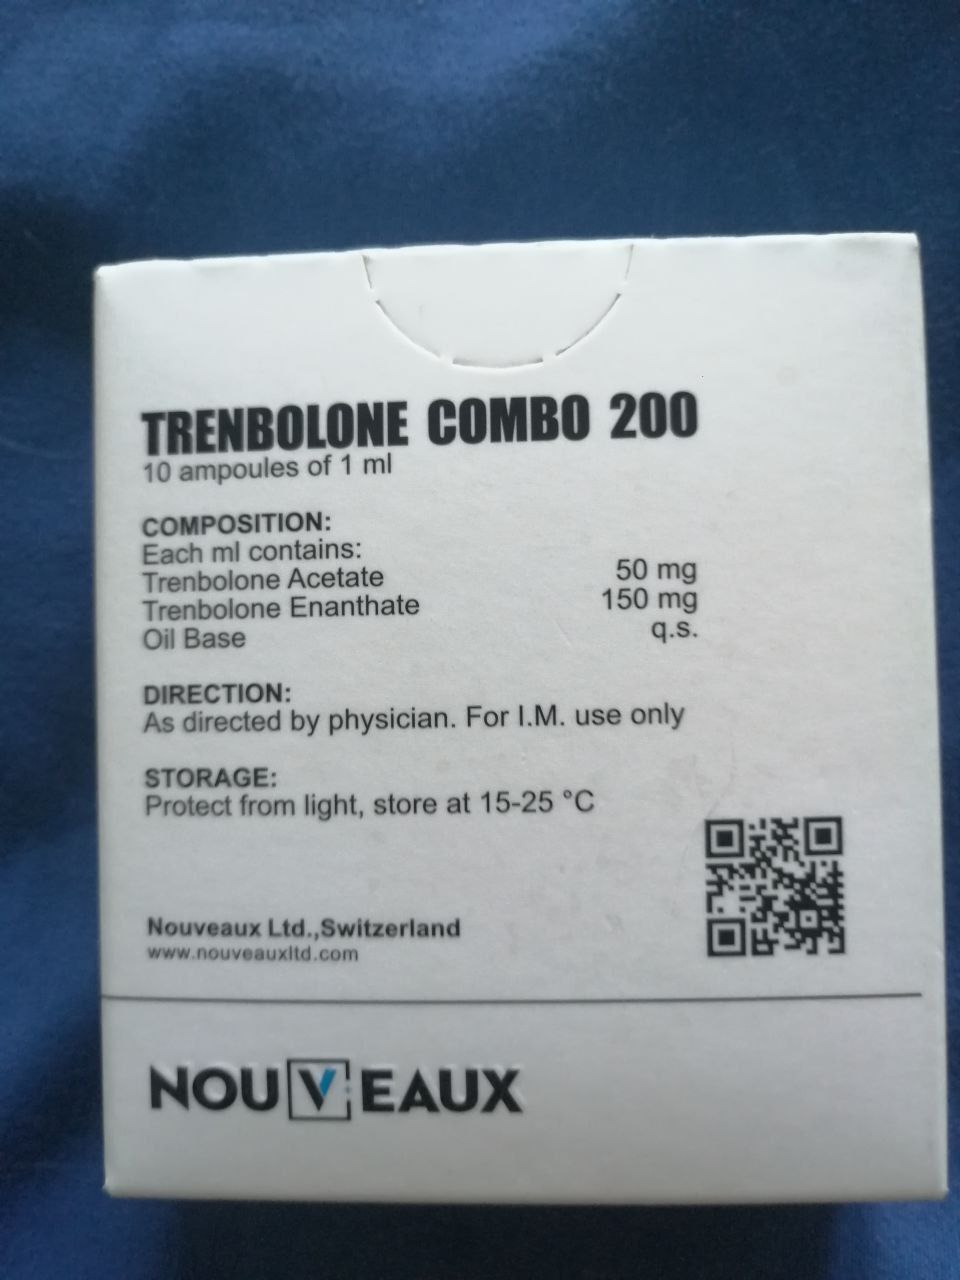 TRENBOLONE COMBO 200
10 ampoules of 1 ml
COMPOSITION:
Each ml contains:
Trenbolone Acetate 50 mg
Trenbolone Enanthate 150 mg
Oil Base q.s.
DIRECTION:
As directed by physician. For I.M. use only
STORAGE:
Protect from light, store at 15-25 °C
Nouveaux Ltd.,Switzerland
www.nouveauxltd.com
NOUVEAUX